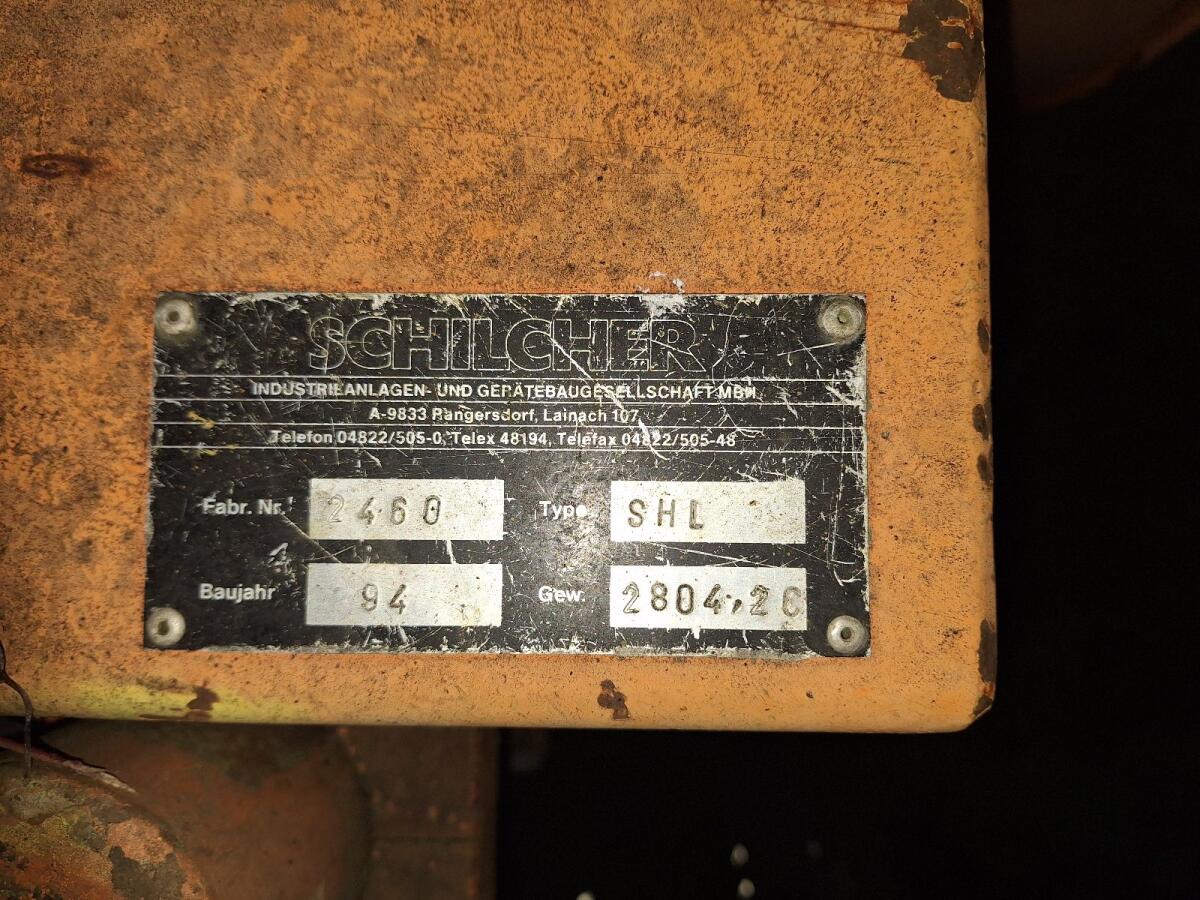 SCHILCHER
INDUSTRIEANLAGEN- UND GERÄTEBAUGESELLSCHAFT MBH
A-9833 Rangersdorf, Lainach 107
Telefon 04822/505-0, Telex 48194, Telefax 04822/505-48
Fabr. Nr. 2460 Type SHL
Baujahr 94 Gew. 2804,26